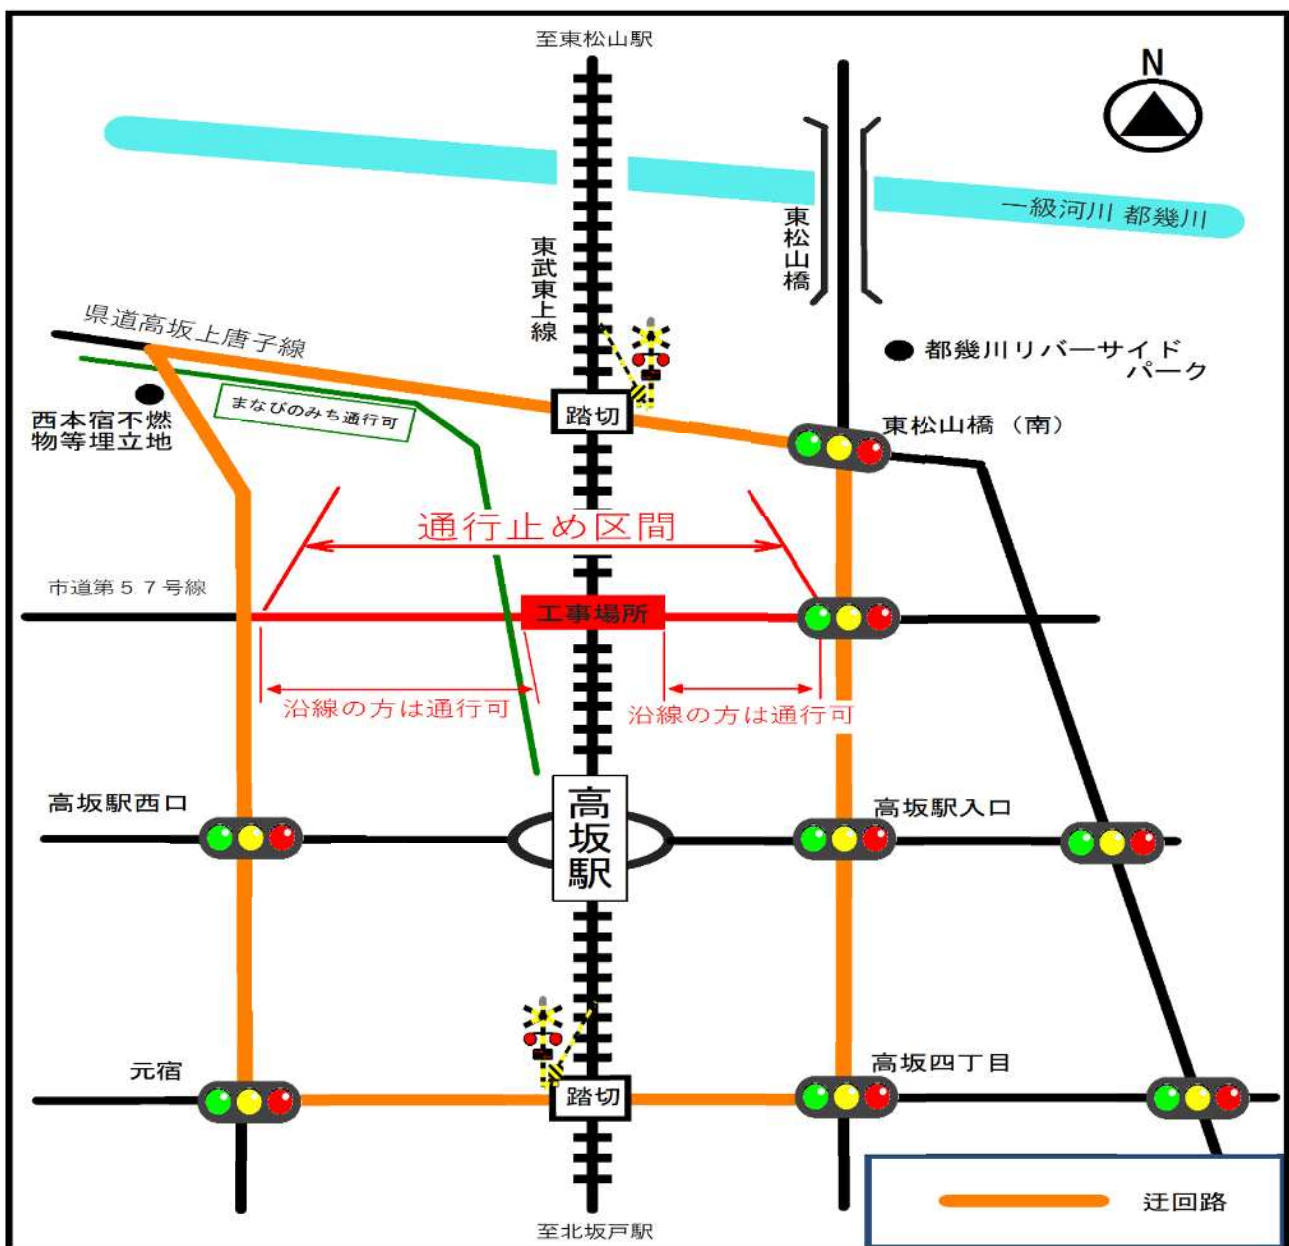 至東松山駅
N
一級河川 都幾川
東松山橋
東武東上線
県道高坂上唐子線
都幾川リバーサイド
パーク
まなびのみち通行可
踏切
西本宿不燃
物等埋立地
東松山橋（南）
通行止め区間
市道第５７号線
工事場所
沿線の方は通行可
沿線の方は通行可
高坂駅西口
高坂駅
高坂駅入口
元宿
高坂四丁目
踏切
迂回路
至北坂戸駅